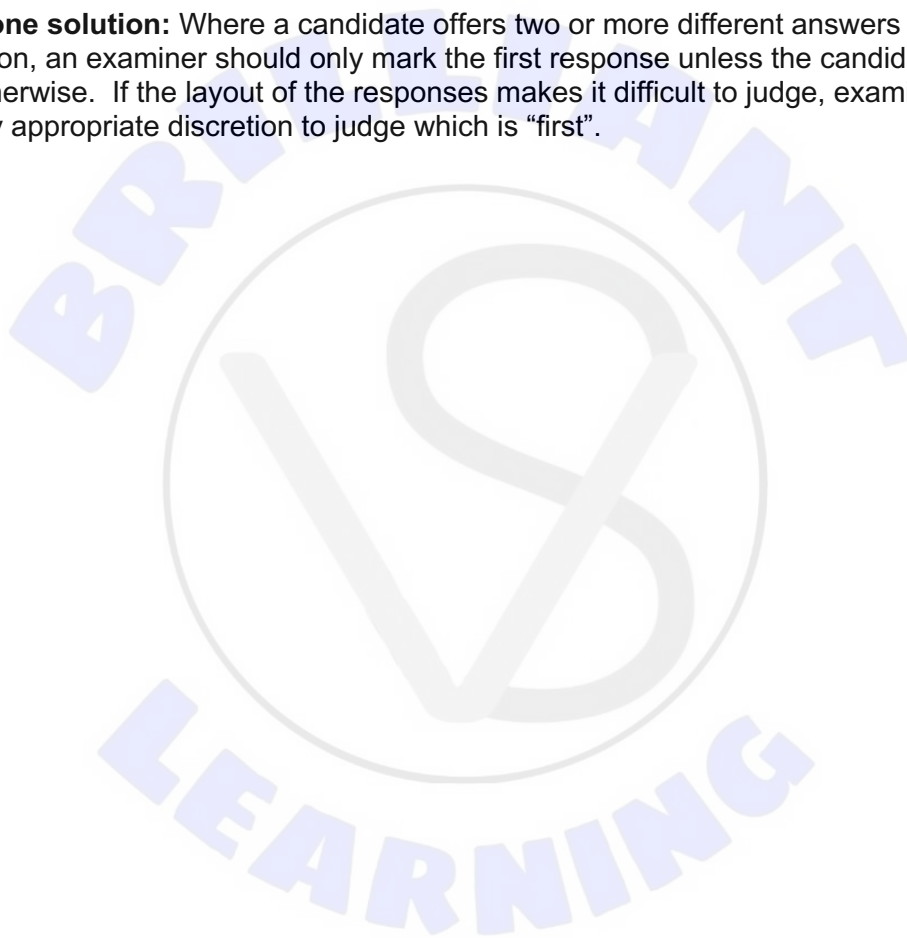 one solution: Where a candidate offers two or more different answers
on, an examiner should only mark the first response unless the candid
erwise. If the layout of the responses makes it difficult to judge, exam
appropriate discretion to judge which is “first”.
BRILLIANT
VS
LEARNING